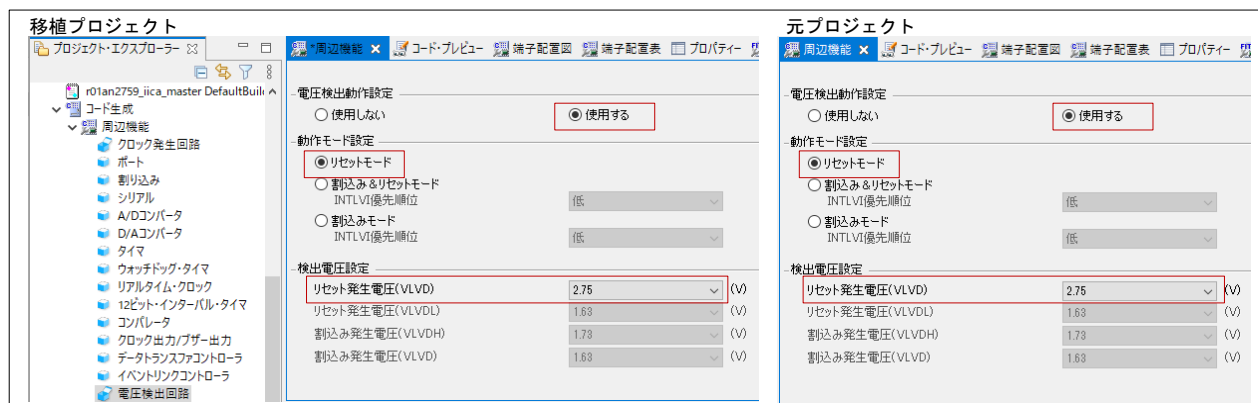 移植プロジェクト
プロジェクト・エクスプローラー
r01an2759_iica_master DefaultBuil
コード生成
周辺機能
クロック発生回路
ポート
割り込み
シリアル
A/Dコンバータ
D/Aコンバータ
タイマ
ウォッチドッグ・タイマ
リアルタイム・クロック
12ビット・インターバル・タイマ
コンパレータ
クロック出力/ブザー出力
データトランスファコントローラ
イベントリンクコントローラ
電圧検出回路
*周辺機能 コード・プレビュー 端子配置図 端子配置表 プロパティー
電圧検出動作設定
使用しない 使用する
動作モード設定
リセットモード
割込み&リセットモード
INTLVI優先順位 低
割込みモード
INTLVI優先順位 低
検出電圧設定
リセット発生電圧(VLVD) 2.75 (V)
リセット発生電圧(VLVDL) 1.63 (V)
割込み発生電圧(VLVDH) 1.73 (V)
割込み発生電圧(VLVD) 1.63 (V)
元プロジェクト
周辺機能 コード・プレビュー 端子配置図 端子配置表 プロパティー
電圧検出動作設定
使用しない 使用する
動作モード設定
リセットモード
割込み&リセットモード
INTLVI優先順位 低
割込みモード
INTLVI優先順位 低
検出電圧設定
リセット発生電圧(VLVD) 2.75 (V)
リセット発生電圧(VLVDL) 1.63 (V)
割込み発生電圧(VLVDH) 1.73 (V)
割込み発生電圧(VLVD) 1.63 (V)